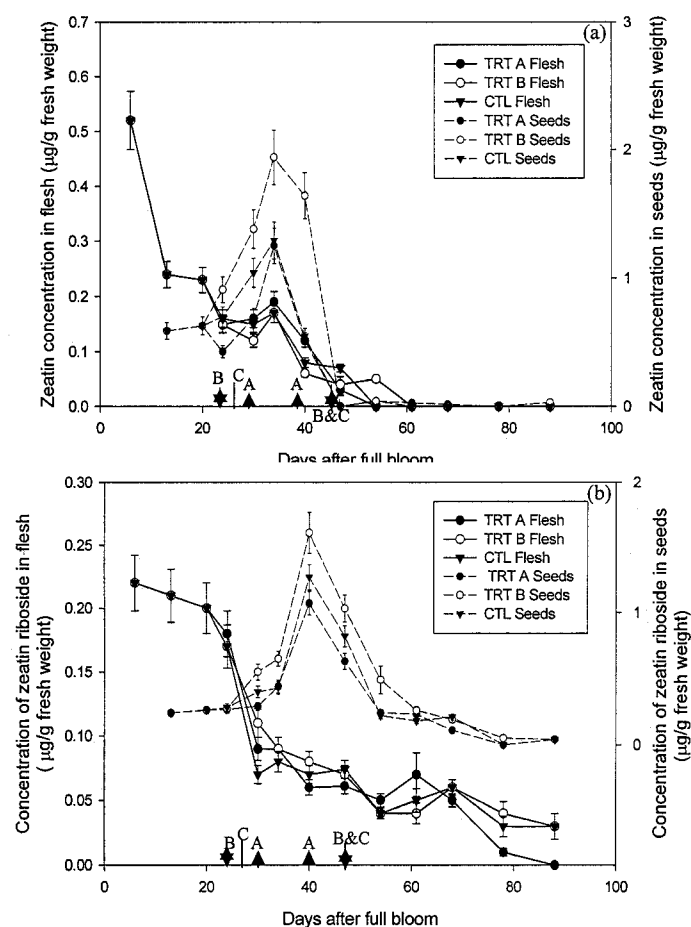 (a)
0.7
0.6
0.5
0.4
0.3
0.2
0.1
0.0
Zeatin concentration in flesh (µg/g fresh weight)
3
2
1
0
Zeatin concentration in seeds (µg/g fresh weight)
TRT A Flesh
TRT B Flesh
CTL Flesh
TRT A Seeds
TRT B Seeds
CTL Seeds
B C A A
B&C
0 20 40 60 80 100
Days after full bloom
(b)
0.30
0.25
0.20
0.15
0.10
0.05
0.00
Concentration of zeatin riboside in flesh
( µg/g fresh weight)
2
1
0
Concentration of zeatin riboside in seeds
(µg/g fresh weight)
TRT A Flesh
TRT B Flesh
CTL Flesh
TRT A Seeds
TRT B Seeds
CTL Seeds
B C A A B&C
0 20 40 60 80 100
Days after full bloom